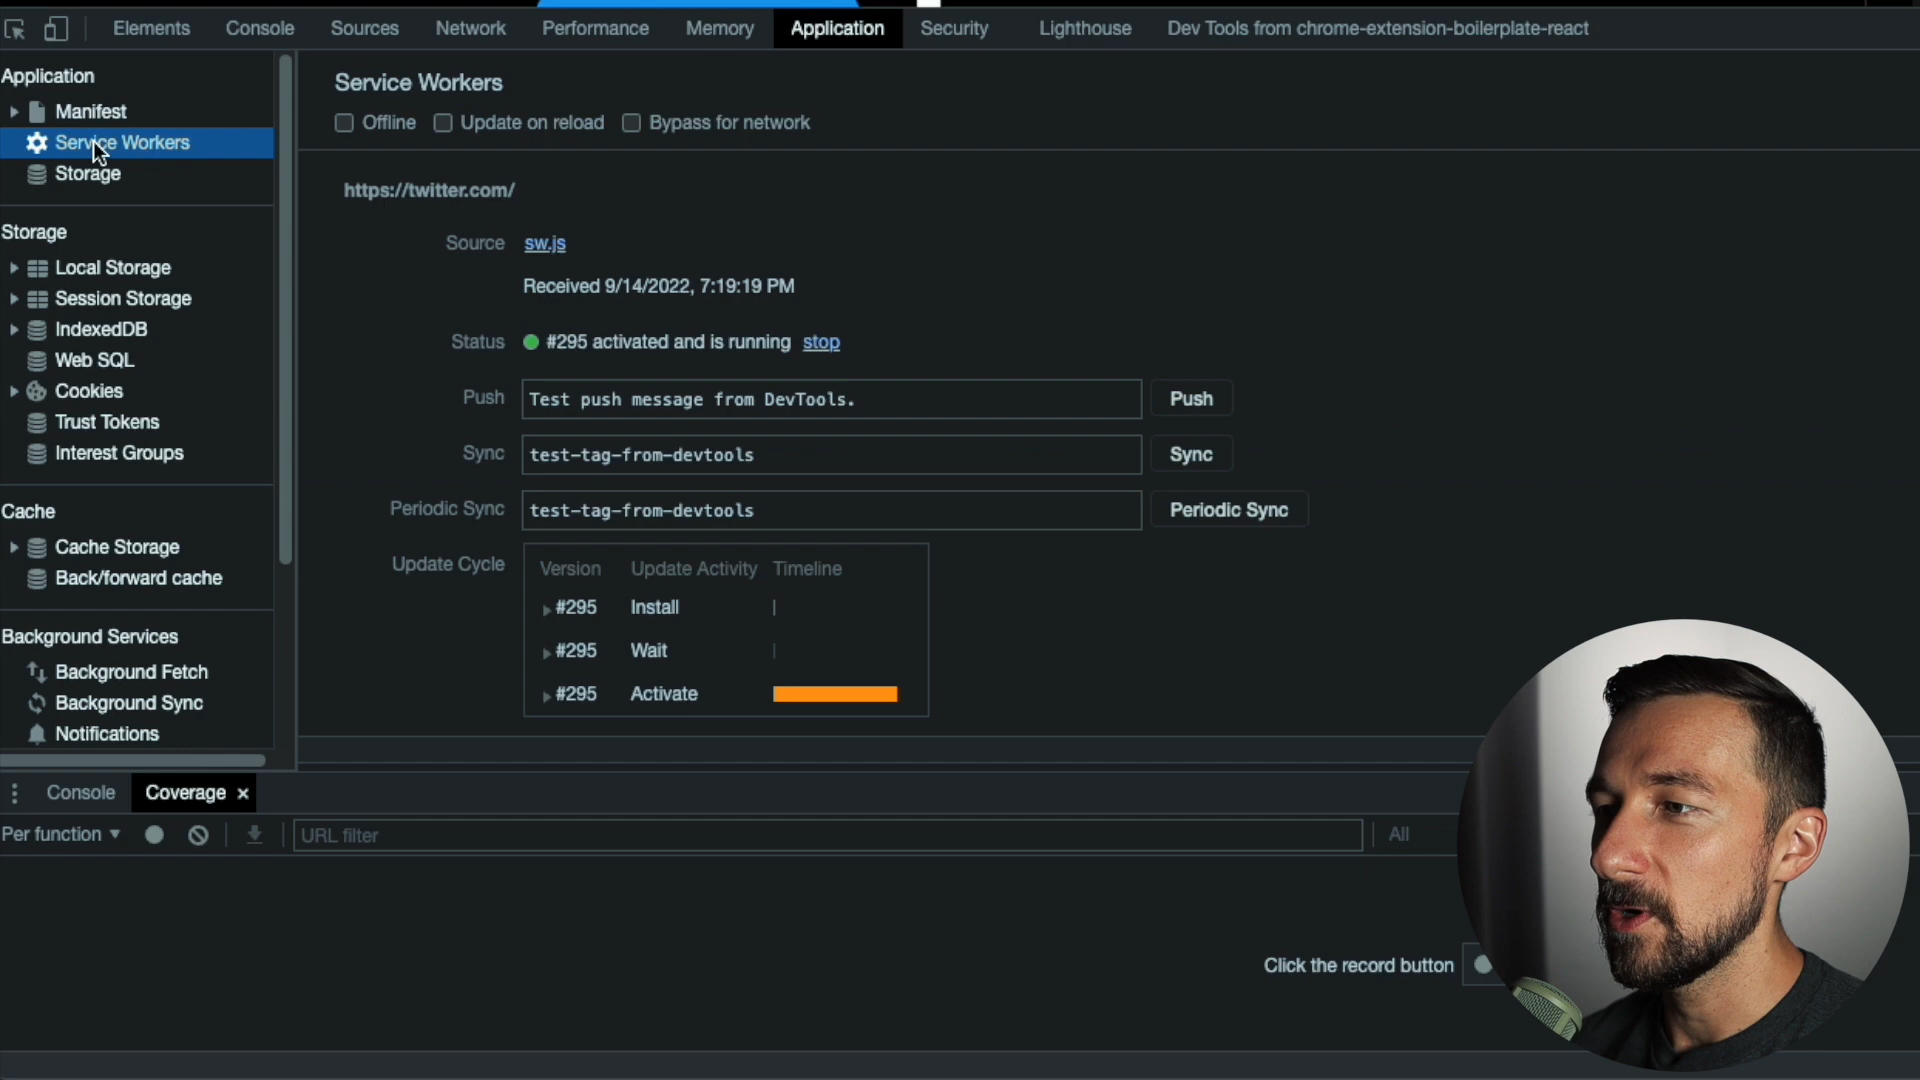 Elements Console Sources Network Performance Memory Application Security Lighthouse Dev Tools from chrome-extension-boilerplate-react
Application
Manifest
Service Workers
Storage
Storage
Local Storage
Session Storage
IndexedDB
Web SQL
Cookies
Trust Tokens
Interest Groups
Cache
Cache Storage
Back/forward cache
Background Services
Background Fetch
Background Sync
Notifications
Service Workers
Offline Update on reload Bypass for network
https://twitter.com/
Source sw.js
Received 9/14/2022, 7:19:19 PM
Status #295 activated and is running stop
Push Test push message from DevTools. Push
Sync test-tag-from-devtools Sync
Periodic Sync test-tag-from-devtools Periodic Sync
Update Cycle Version Update Activity Timeline
#295 Install
#295 Wait
#295 Activate
Console Coverage ×
Per function URL filter All
Click the record button